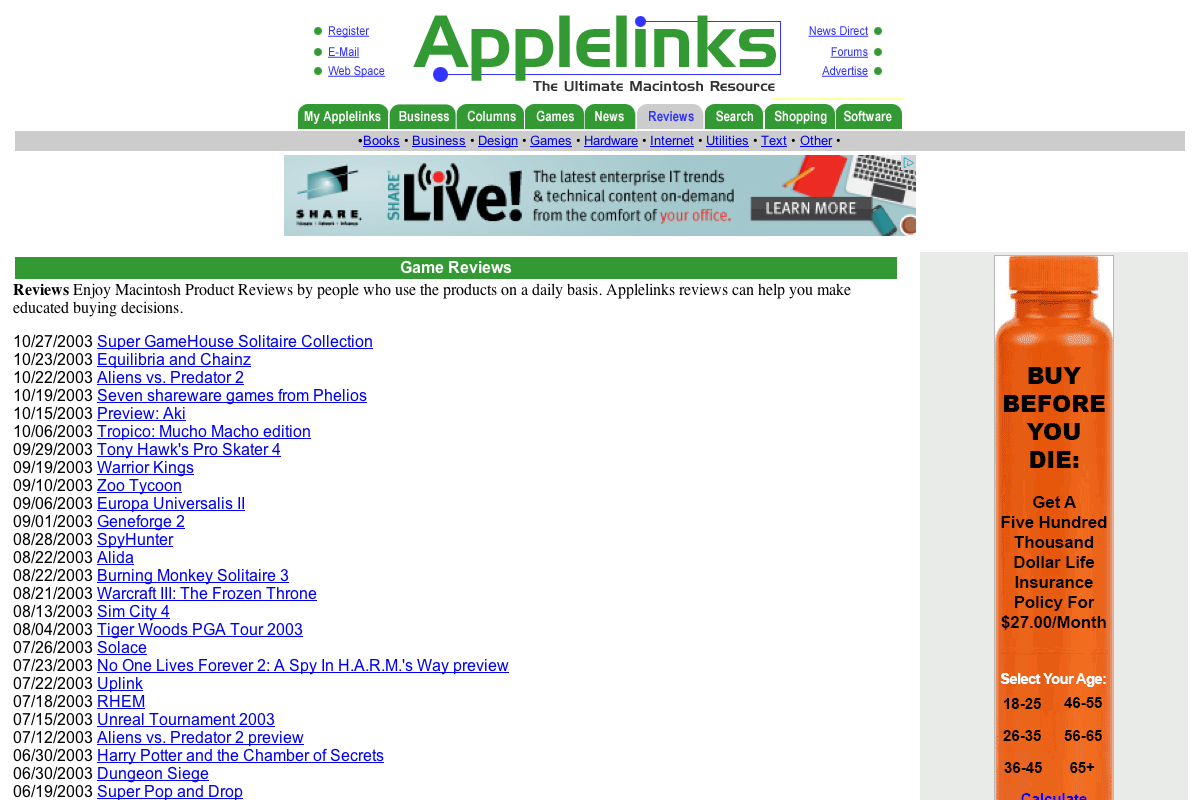 Register
E-Mail
Web Space
Applelinks
The Ultimate Macintosh Resource
News Direct
Forums
Advertise
My Applelinks Business Columns Games News Reviews Search Shopping Software
•Books • Business • Design • Games • Hardware • Internet • Utilities • Text • Other •
SHARE
SHARE Live!
The latest enterprise IT trends
& technical content on-demand
from the comfort of your office.
LEARN MORE
Game Reviews
Reviews Enjoy Macintosh Product Reviews by people who use the products on a daily basis. Applelinks reviews can help you make
educated buying decisions.
10/27/2003 Super GameHouse Solitaire Collection
10/23/2003 Equilibria and Chainz
10/22/2003 Aliens vs. Predator 2
10/19/2003 Seven shareware games from Phelios
10/15/2003 Preview: Aki
10/06/2003 Tropico: Mucho Macho edition
09/29/2003 Tony Hawk's Pro Skater 4
09/19/2003 Warrior Kings
09/10/2003 Zoo Tycoon
09/06/2003 Europa Universalis II
09/01/2003 Geneforge 2
08/28/2003 SpyHunter
08/22/2003 Alida
08/22/2003 Burning Monkey Solitaire 3
08/21/2003 Warcraft III: The Frozen Throne
08/13/2003 Sim City 4
08/04/2003 Tiger Woods PGA Tour 2003
07/26/2003 Solace
07/23/2003 No One Lives Forever 2: A Spy In H.A.R.M.'s Way preview
07/22/2003 Uplink
07/18/2003 RHEM
07/15/2003 Unreal Tournament 2003
07/12/2003 Aliens vs. Predator 2 preview
06/30/2003 Harry Potter and the Chamber of Secrets
06/30/2003 Dungeon Siege
06/19/2003 Super Pop and Drop
BUY
BEFORE
YOU
DIE:
Get A
Five Hundred
Thousand
Dollar Life
Insurance
Policy For
$27.00/Month
Select Your Age:
18-25 46-55
26-35 56-65
36-45 65+
Calculate